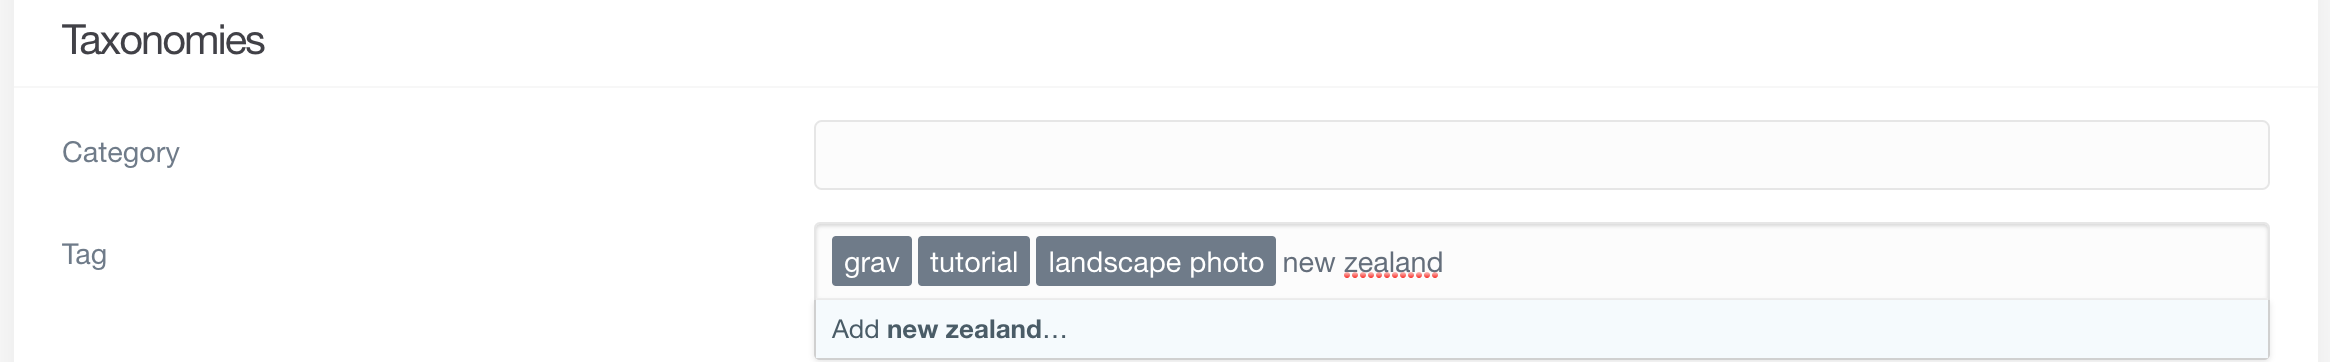 Taxonomies
Category
Tag
grav tutorial landscape photo new zealand
Add new zealand...